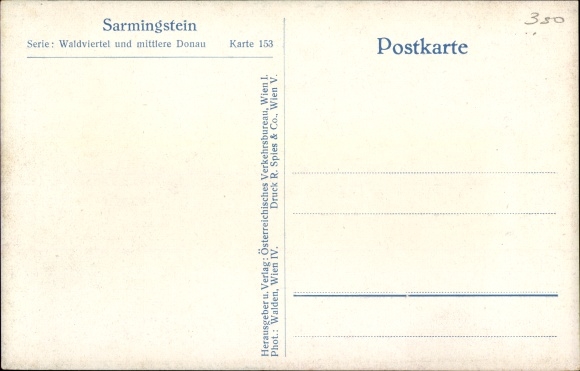 Sarmingstein
Serie: Waldviertel und mittlere Donau Karte 153
Herausgeber u. Verlag: Österreichisches Verkehrsbureau, Wien I.
Phot.: Walden, Wien IV. Druck R. Spies & Co., Wien V.
350
Postkarte